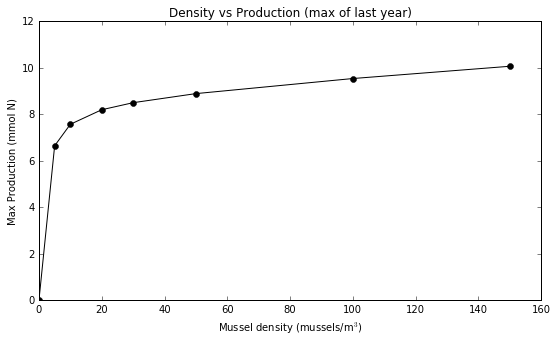 Density vs Production (max of last year)
12
10
8
6
4
2
0
Max Production (mmol N)
0 20 40 60 80 100 120 140 160
Mussel density (mussels/m³)